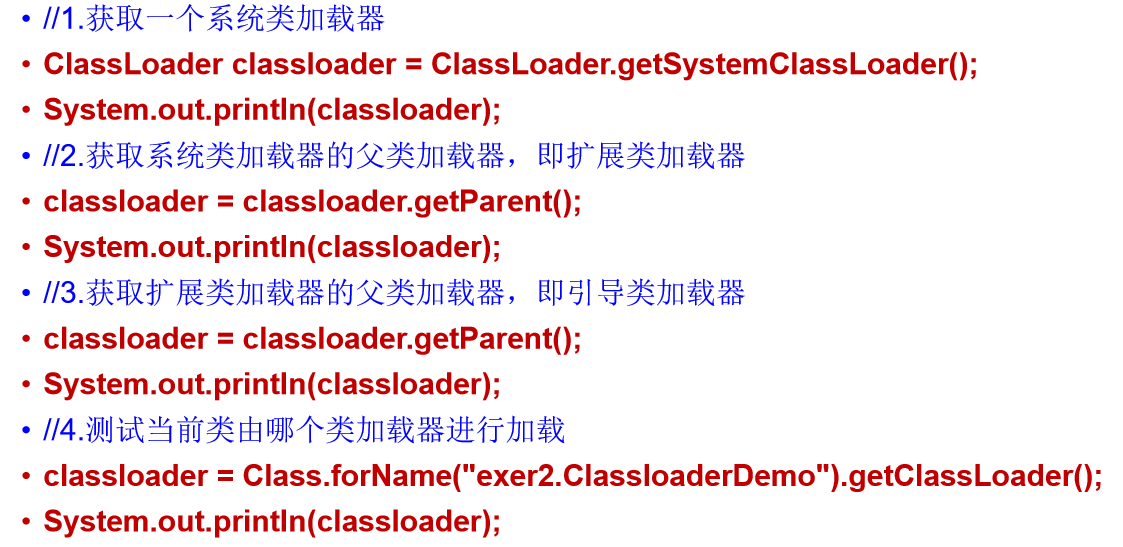 • //1.获取一个系统类加载器
• ClassLoader classloader = ClassLoader.getSystemClassLoader();
• System.out.println(classloader);
• //2.获取系统类加载器的父类加载器，即扩展类加载器
• classloader = classloader.getParent();
• System.out.println(classloader);
• //3.获取扩展类加载器的父类加载器，即引导类加载器
• classloader = classloader.getParent();
• System.out.println(classloader);
• //4.测试当前类由哪个类加载器进行加载
• classloader = Class.forName("exer2.ClassloaderDemo").getClassLoader();
• System.out.println(classloader);